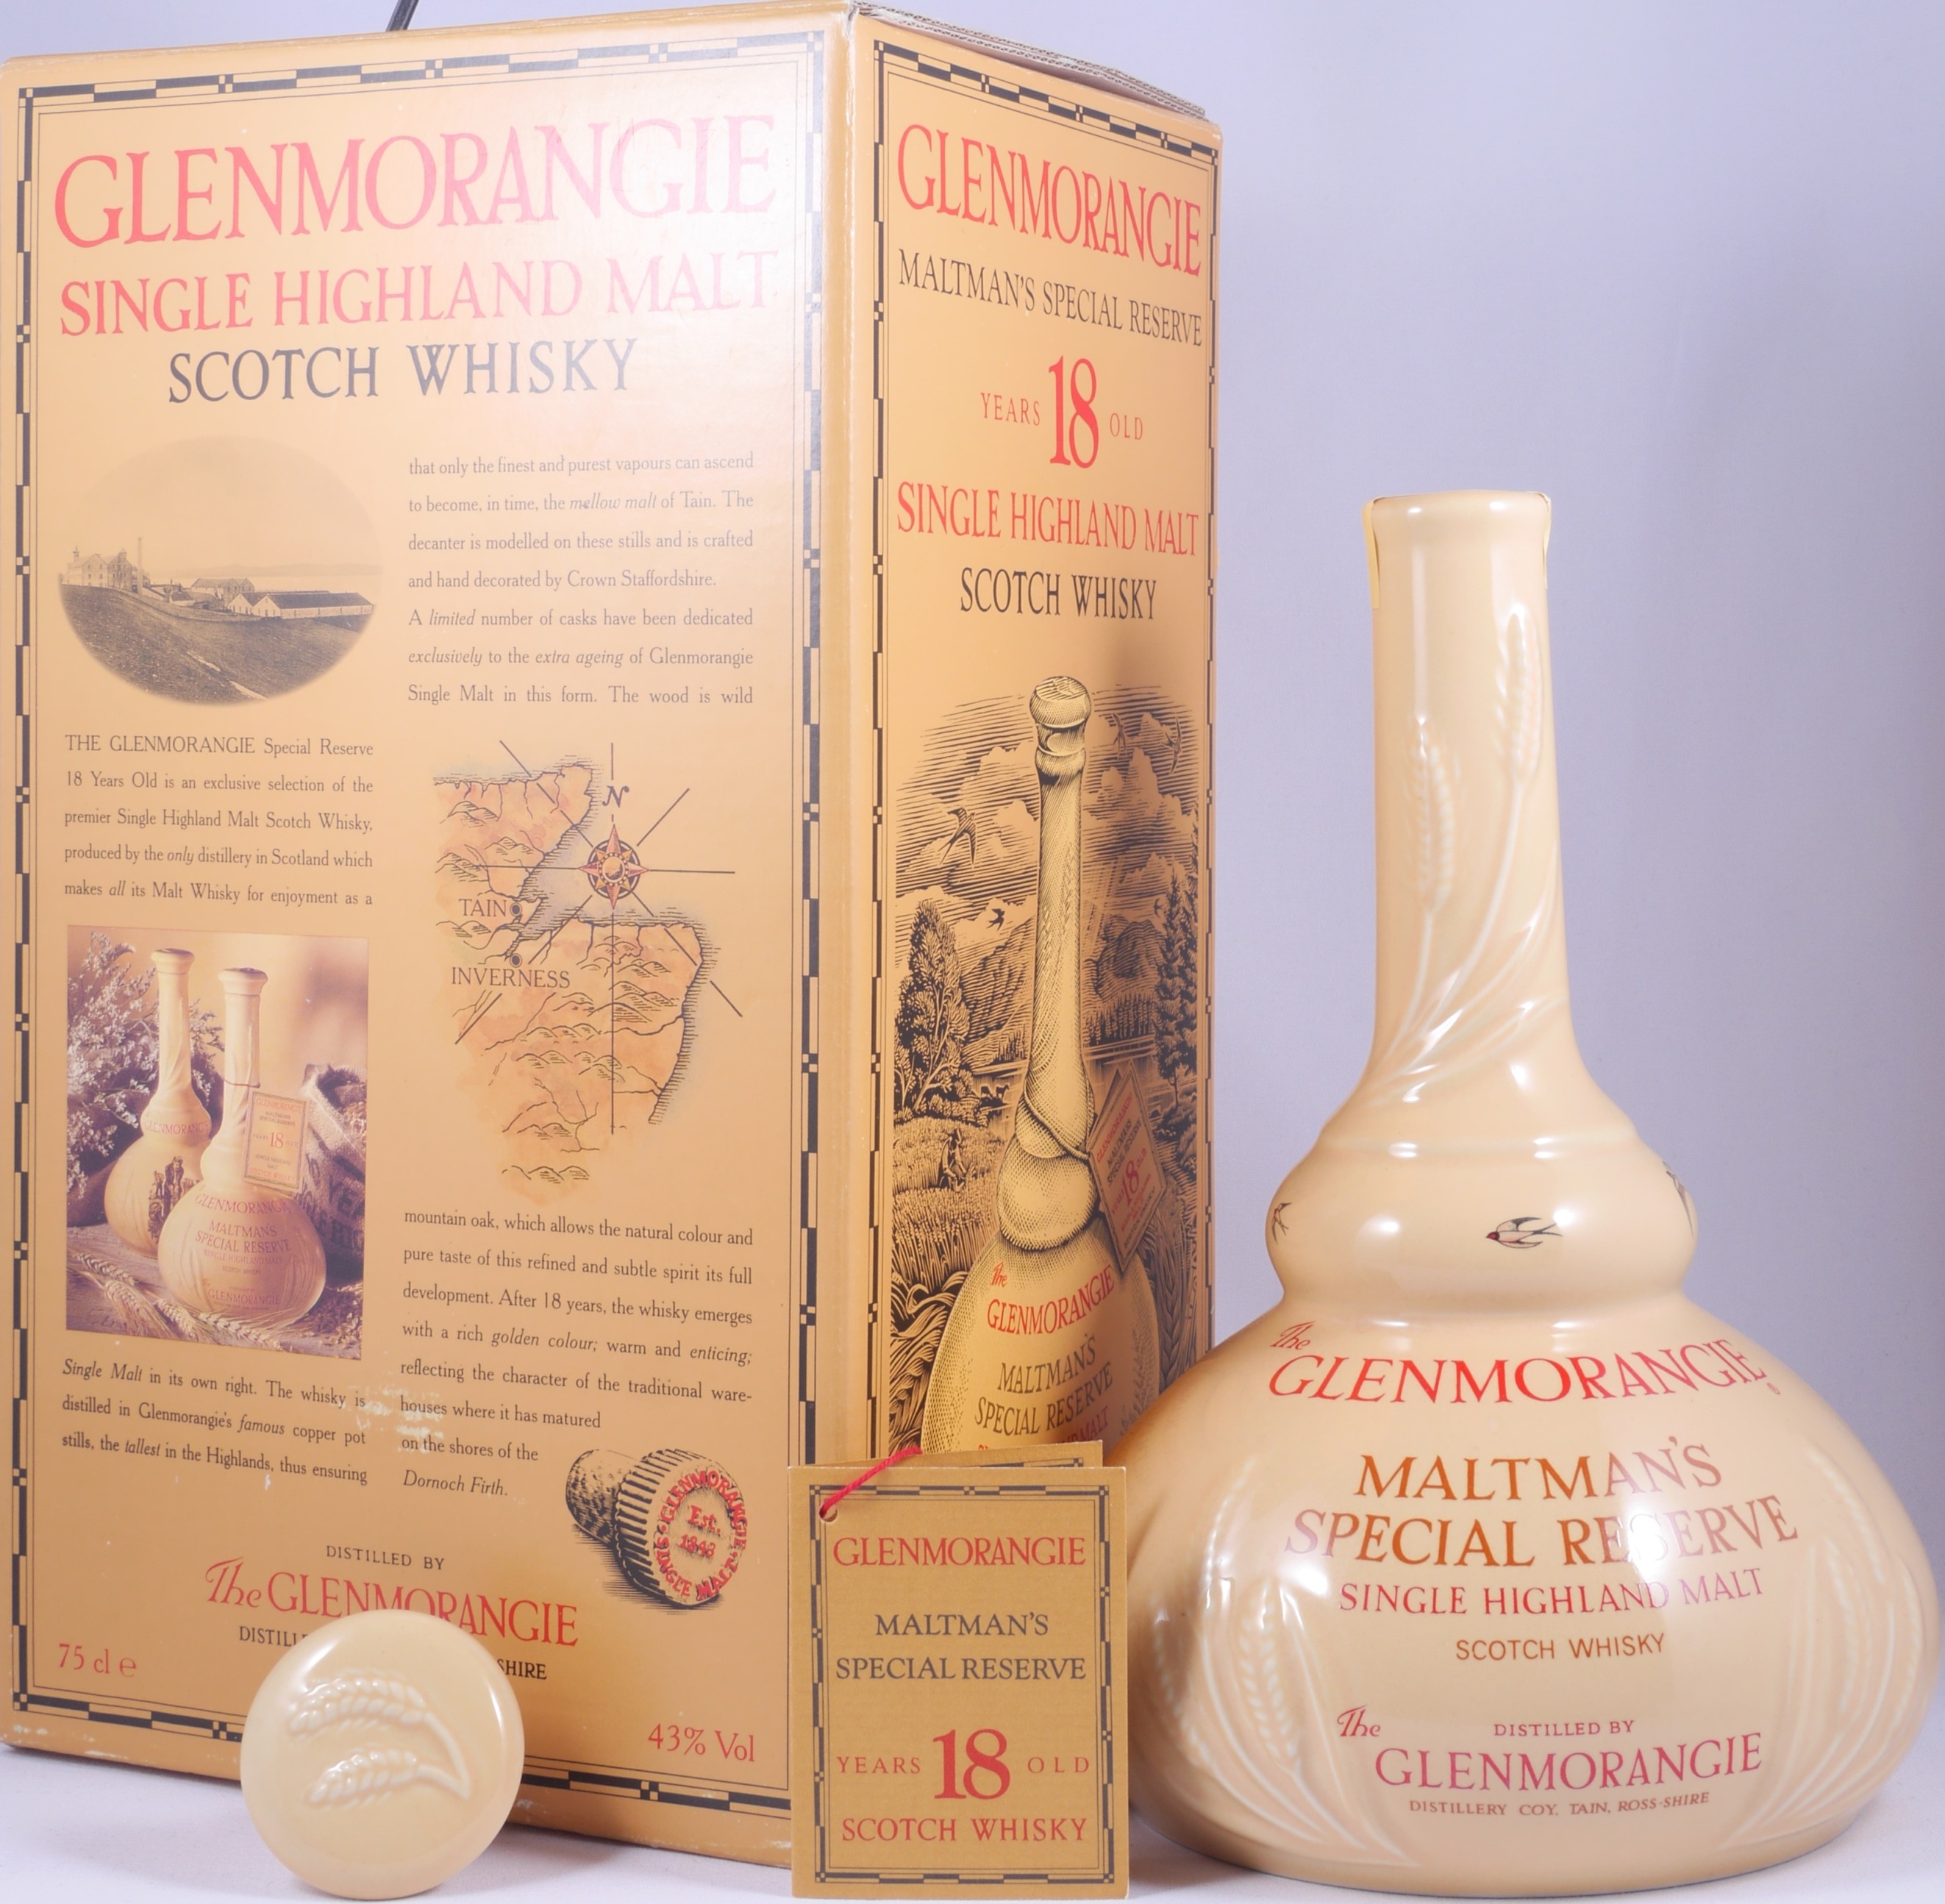 GLENMORANGIE
SINGLE HIGHLAND MALT
SCOTCH WHISKY
THE GLENMORANGIE Special Reserve
18 Years Old is an exclusive selection of the
premier Single Highland Malt Scotch Whisky,
produced by the only distillery in Scotland which
makes all its Malt Whisky for enjoyment as a
GLENMORANGIE
MALTMAN'S
SPECIAL RESERVE
18
GLENMORANGIE
Single Malt in its own right. The whisky is
distilled in Glenmorangie's famous copper pot
stills, the tallest in the Highlands, thus ensuring
that only the finest and purest vapours can ascend
to become, in time, the mellow malt of Tain. The
decanter is modelled on these stills and is crafted
and hand decorated by Crown Staffordshire.
A limited number of casks have been dedicated
exclusively to the extra ageing of Glenmorangie
Single Malt in this form. The wood is wild
N
TAIN
INVERNESS
mountain oak, which allows the natural colour and
pure taste of this refined and subtle spirit its full
development. After 18 years, the whisky emerges
with a rich golden colour; warm and enticing;
reflecting the character of the traditional ware-
houses where it has matured
on the shores of the
Dornoch Firth.
GLENMORANGIE
Est.
1843
SINGLE MALT
DISTILLED BY
The GLENMORANGIE
75 cl e
43% Vol
GLENMORANGIE
MALTMAN'S SPECIAL RESERVE
YEARS 18 OLD
SINGLE HIGHLAND MALT
SCOTCH WHISKY
18
The
GLENMORANGIE
MALTMAN'S
SPECIAL RESERVE
GLENMORANGIE
MALTMAN'S
SPECIAL RESERVE
YEARS 18 OLD
SCOTCH WHISKY
The
GLENMORANGIE®
MALTMAN'S
SPECIAL RESERVE
SINGLE HIGHLAND MALT
SCOTCH WHISKY
The DISTILLED BY
GLENMORANGIE
DISTILLERY COY, TAIN, ROSS-SHIRE